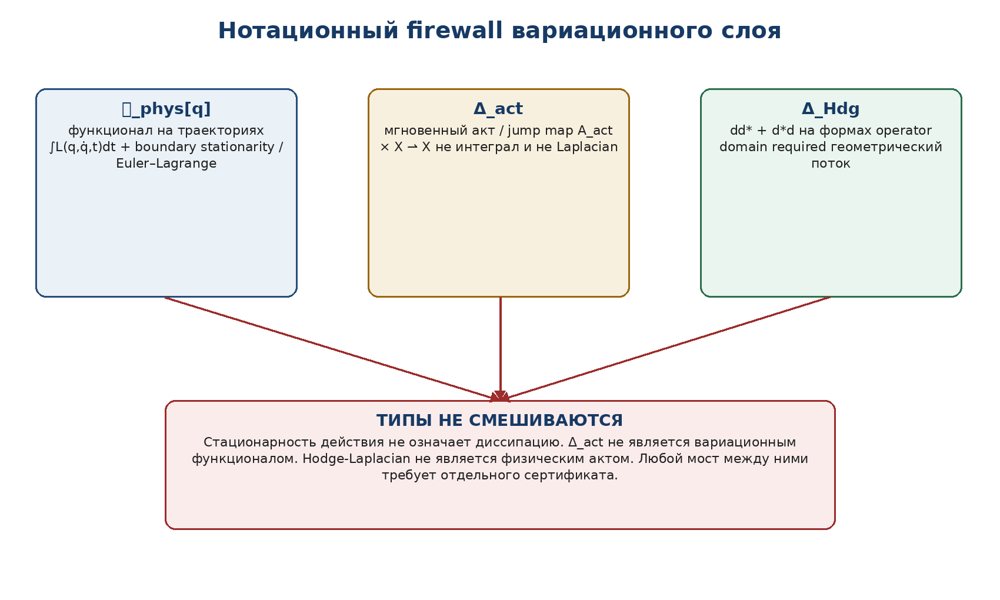 Нотационный firewall вариационного слоя
_phys[q]
функционал на траекториях
∫L(q,q̇,t)dt + boundary stationarity /
Euler–Lagrange
Δ_act
мгновенный акт / jump map A_act
× X ⇀ X не интеграл и не Laplacian
Δ_Hdg
dd* + d*d на формах operator
domain required геометрический
поток
ТИПЫ НЕ СМЕШИВАЮТСЯ
Стационарность действия не означает диссипацию. Δ_act не является вариационным
функционалом. Hodge-Laplacian не является физическим актом. Любой мост между ними
требует отдельного сертификата.